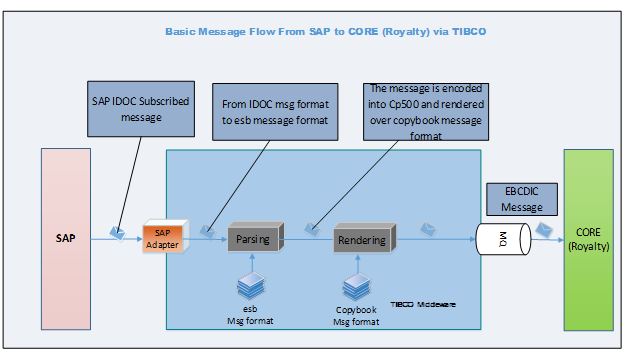 Basic Message Flow From SAP to CORE (Royalty) via TIBCO
SAP IDOC Subscribed
message
From IDOC msg format
to esb message format
The message is encoded
into Cp500 and rendered
over copybook message
format
EBCDIC
Message
SAP
SAP
Adapter
Parsing
Rendering
MQ
CORE
(Royalty)
esb
Msg format
Copybook
Msg format
TIBCO Middleware